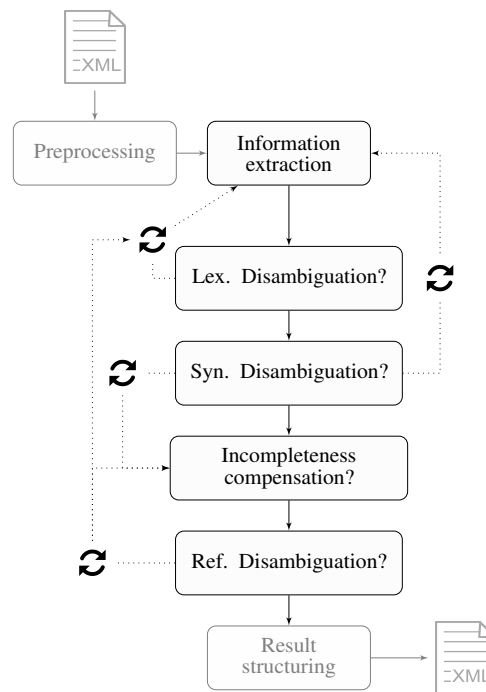 XML
Preprocessing
Information
extraction
Lex. Disambiguation?
Syn. Disambiguation?
Incompleteness
compensation?
Ref. Disambiguation?
Result
structuring
XML